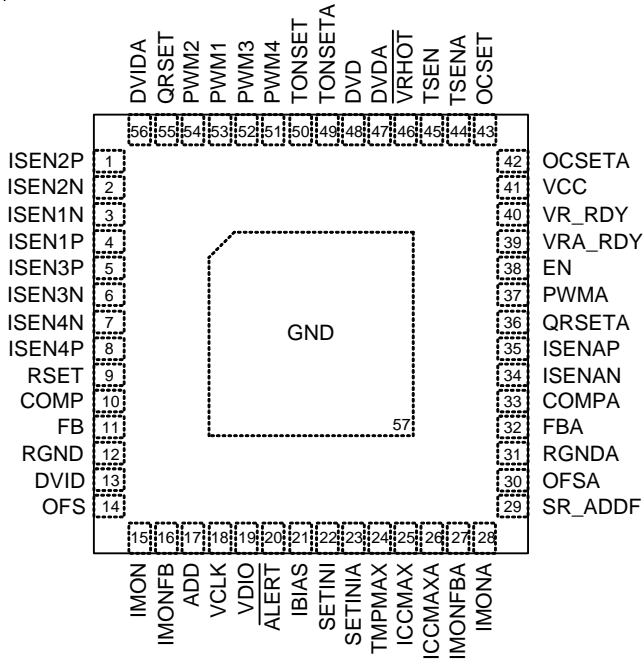 DVIDA
QRSET
PWM2
PWM1
PWM3
PWM4
TONSET
TONSETA
DVD
DVDA
VRHOT
TSEN
TSENA
OCSET
56 55 54 53 52 51 50 49 48 47 46 45 44 43
ISEN2P 1
ISEN2N 2
ISEN1N 3
ISEN1P 4
ISEN3P 5
ISEN3N 6
ISEN4N 7
ISEN4P 8
RSET 9
COMP 10
FB 11
RGND 12
DVID 13
OFS 14
GND
57
42 OCSETA
41 VCC
40 VR_RDY
39 VRA_RDY
38 EN
37 PWMA
36 QRSETA
35 ISENAP
34 ISENAN
33 COMPA
32 FBA
31 RGNDA
30 OFSA
29 SR_ADDF
15 16 17 18 19 20 21 22 23 24 25 26 27 28
IMON
IMONFB
ADD
VCLK
VDIO
ALERT
IBIAS
SETINI
SETINIA
TMPMAX
ICCMAX
ICCMAXA
IMONFBA
IMONA